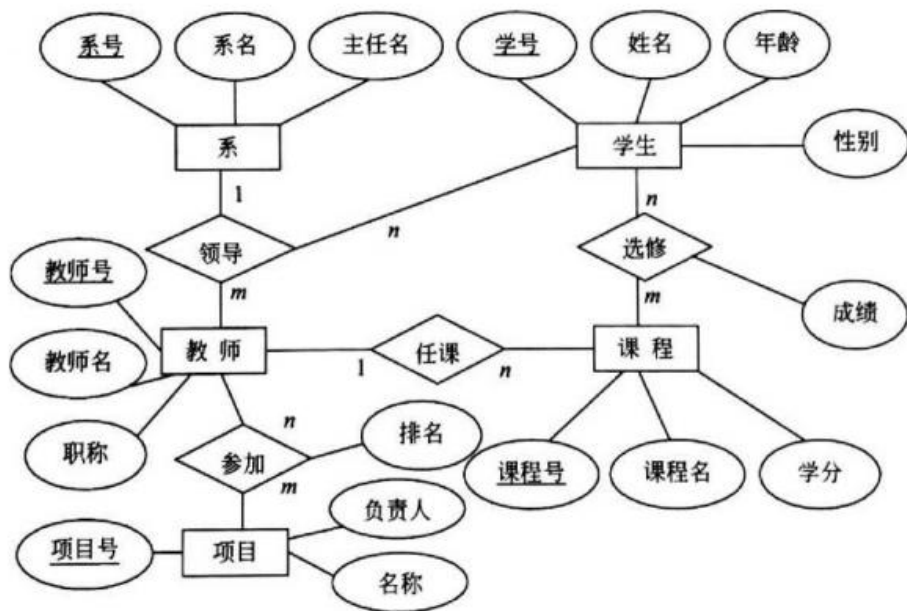 系号
系名
主任名
学号
姓名
年龄
系
学生
性别
1
n
n
领导
选修
教师号
m
m
成绩
教师
任课
课程
1
n
教师名
n
排名
职称
参加
m
课程号
课程名
学分
负责人
项目号
项目
名称